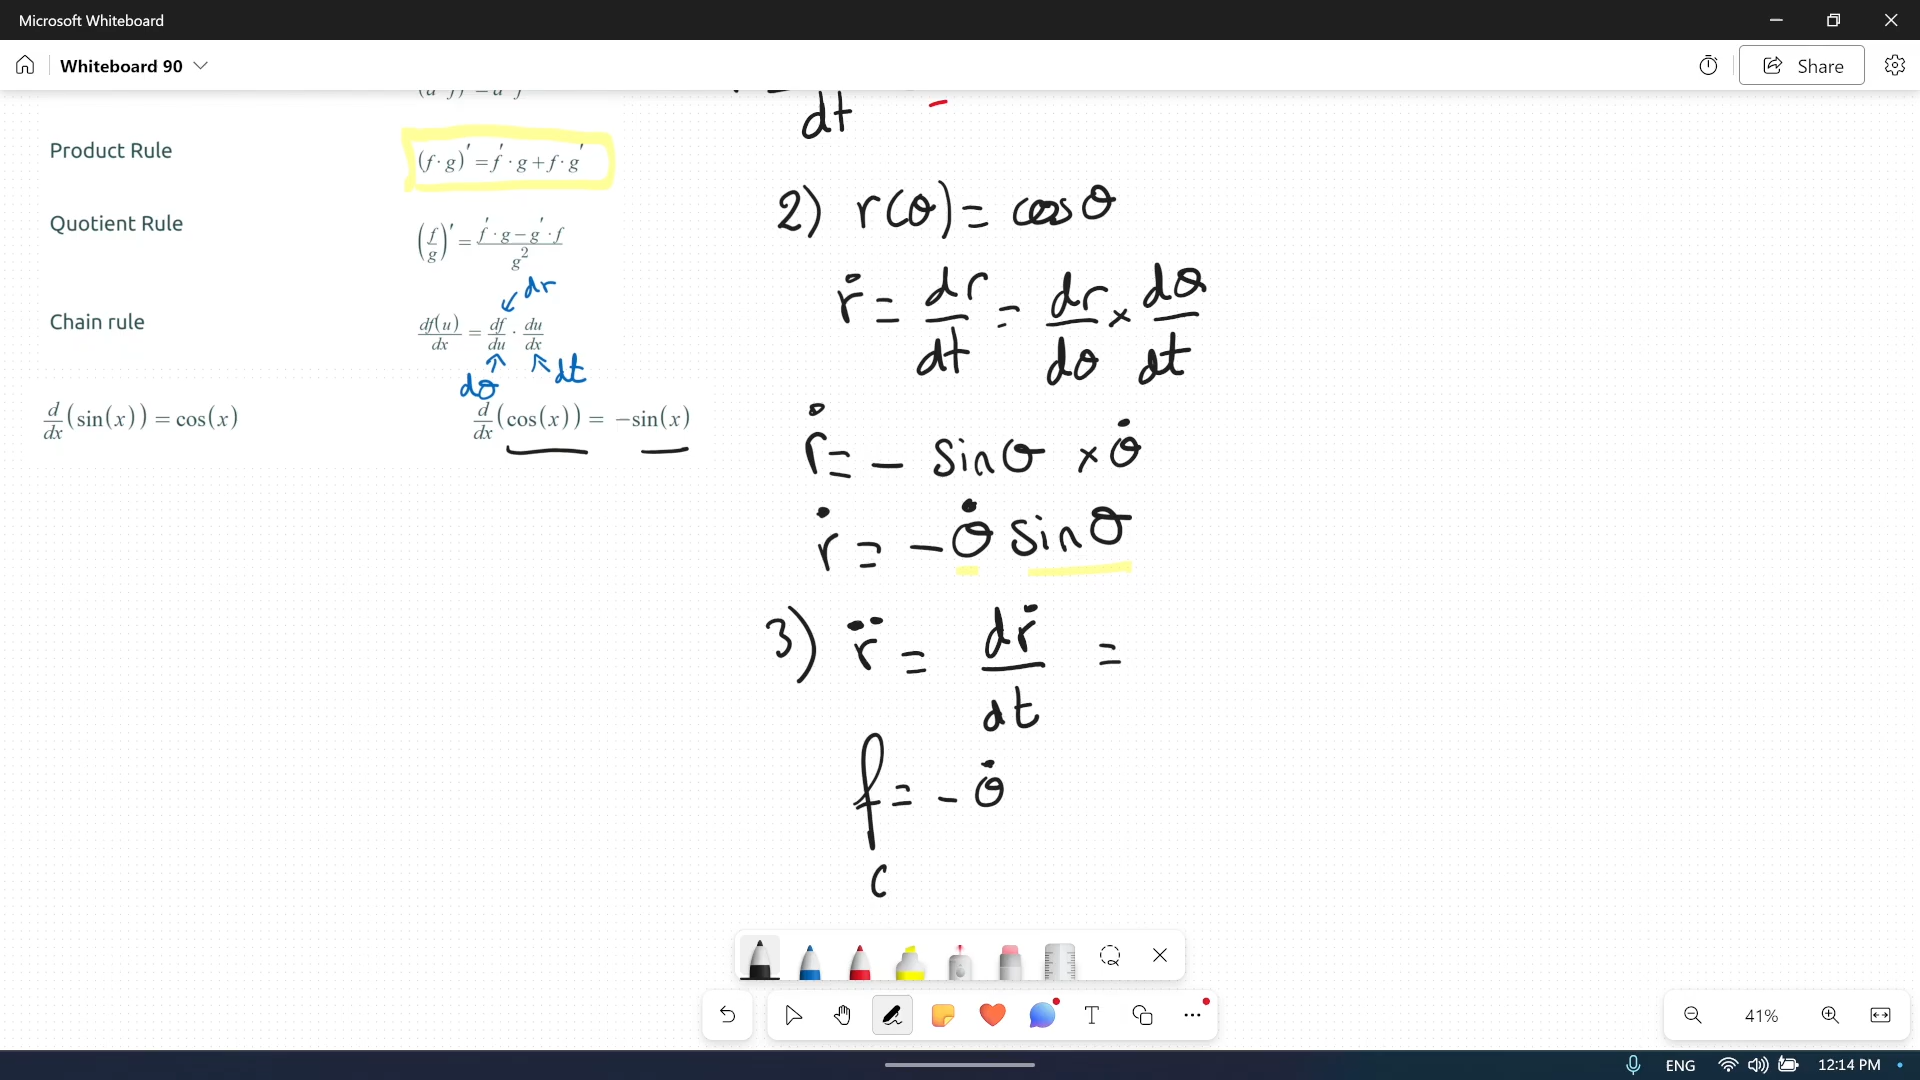 Microsoft Whiteboard
Whiteboard 90
Share
dt
Product Rule
(f·g)′ = f′·g + f·g′
Quotient Rule
(f/g)′ = (f′·g − g′·f)/g²
dr
Chain rule
df(u)/dx = df/du · du/dx
dθ
dt
d/dx (sin(x)) = cos(x)
d/dx (cos(x)) = −sin(x)
2) r(θ) = cosθ
ṙ = dr/dt = dr/dθ × dθ/dt
ṙ = − sinθ × θ̇
ṙ = − θ̇ sinθ
3) r̈ = dṙ/dt =
f = − θ̇
41%
ENG
12:14 PM